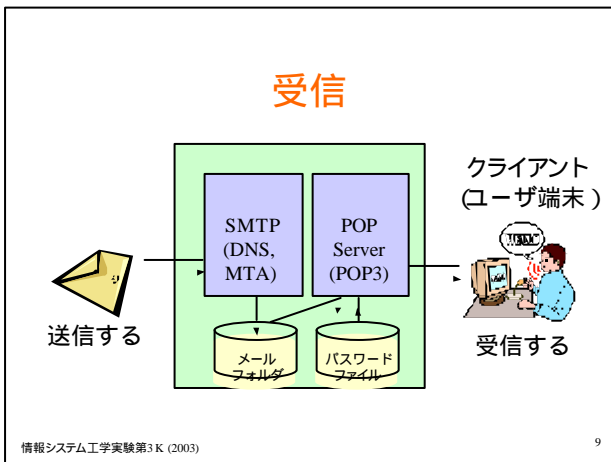 受信
クライアント
(ユーザ端末 )
SMTP
(DNS,
MTA)
POP
Server
(POP3)
送信する
メール
フォルダ
パスワード
ファイル
受信する
情報システム工学実験第3 K (2003)
9